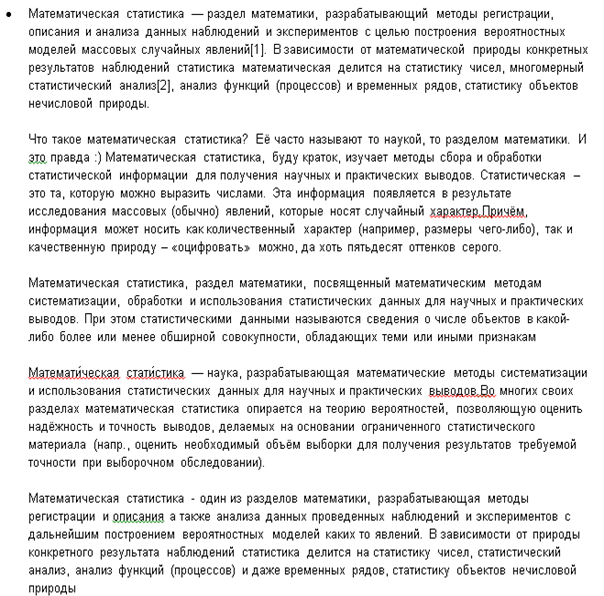 • Математическая статистика — раздел математики, разрабатывающий методы регистрации,
описания и анализа данных наблюдений и экспериментов с целью построения вероятностных
моделей массовых случайных явлений[1]. В зависимости от математической природы конкретных
результатов наблюдений статистика математическая делится на статистику чисел, многомерный
статистический анализ[2], анализ функций (процессов) и временных рядов, статистику объектов
нечисловой природы.
Что такое математическая статистика? Её часто называют то наукой, то разделом математики. И
это правда :) Математическая статистика, буду краток, изучает методы сбора и обработки
статистической информации для получения научных и практических выводов. Статистическая –
это та, которую можно выразить числами. Эта информация появляется в результате
исследования массовых (обычно) явлений, которые носят случайный характер.Причём,
информация может носить как количественный характер (например, размеры чего-либо), так и
качественную природу – «оцифровать» можно, да хоть пятьдесят оттенков серого.
Математическая статистика, раздел математики, посвященный математическим методам
систематизации, обработки и использования статистических данных для научных и практических
выводов. При этом статистическими данными называются сведения о числе объектов в какой-
либо более или менее обширной совокупности, обладающих теми или иными признакам
Математи́ческая стати́стика — наука, разрабатывающая математические методы систематизации
и использования статистических данных для научных и практических выводов.Во многих своих
разделах математическая статистика опирается на теорию вероятностей, позволяющую оценить
надёжность и точность выводов, делаемых на основании ограниченного статистического
материала (напр., оценить необходимый объём выборки для получения результатов требуемой
точности при выборочном обследовании).
Математическая статистика - один из разделов математики, разрабатывающая методы
регистрации и описания а также анализа данных проведенных наблюдений и экспериментов с
дальнейшим построением вероятностных моделей каких то явлений. В зависимости от природы
конкретного результата наблюдений статистика делится на статистику чисел, статистический
анализ, анализ функций (процессов) и даже временных рядов, статистику объектов нечисловой
природы